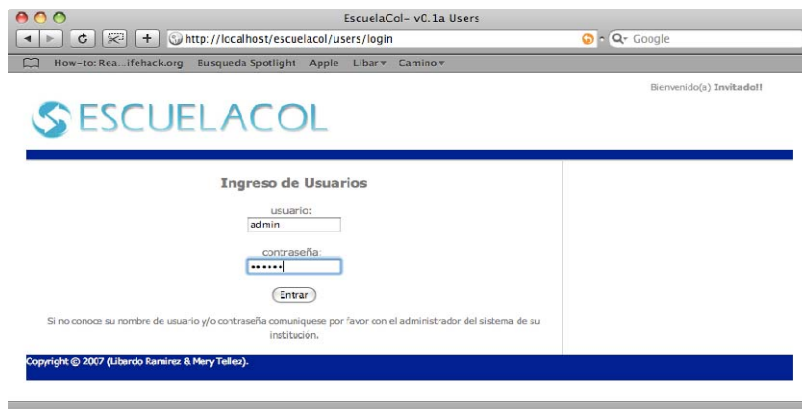 EscuelaCol- v0.1a Users
http://localhost/escuelacol/users/login
Google
How-to: Rea...ifehack.org Busqueda Spotlight Apple Libar Camino
Bienvenido(a) Invitado!!
ESCUELACOL
Ingreso de Usuarios
usuario:
admin
contraseña:
••••••
Entrar
Si no conoce su nombre de usuario y/o contraseña comuniquese por favor con el administrador del sistema de su
institución.
Copyright © 2007 (Libardo Ramirez & Mery Tellez).